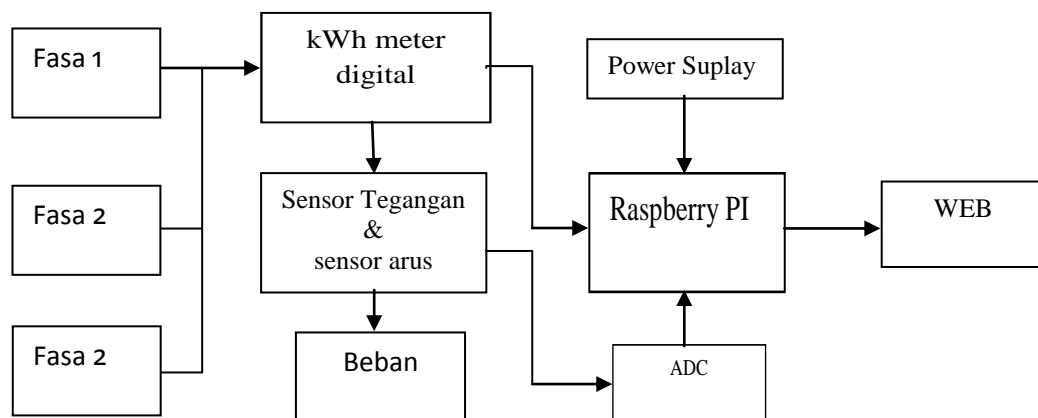 Fasa 1
kWh meter
digital
Power Suplay
Fasa 2
Sensor Tegangan
&
sensor arus
Raspberry PI
WEB
Fasa 2
Beban
ADC